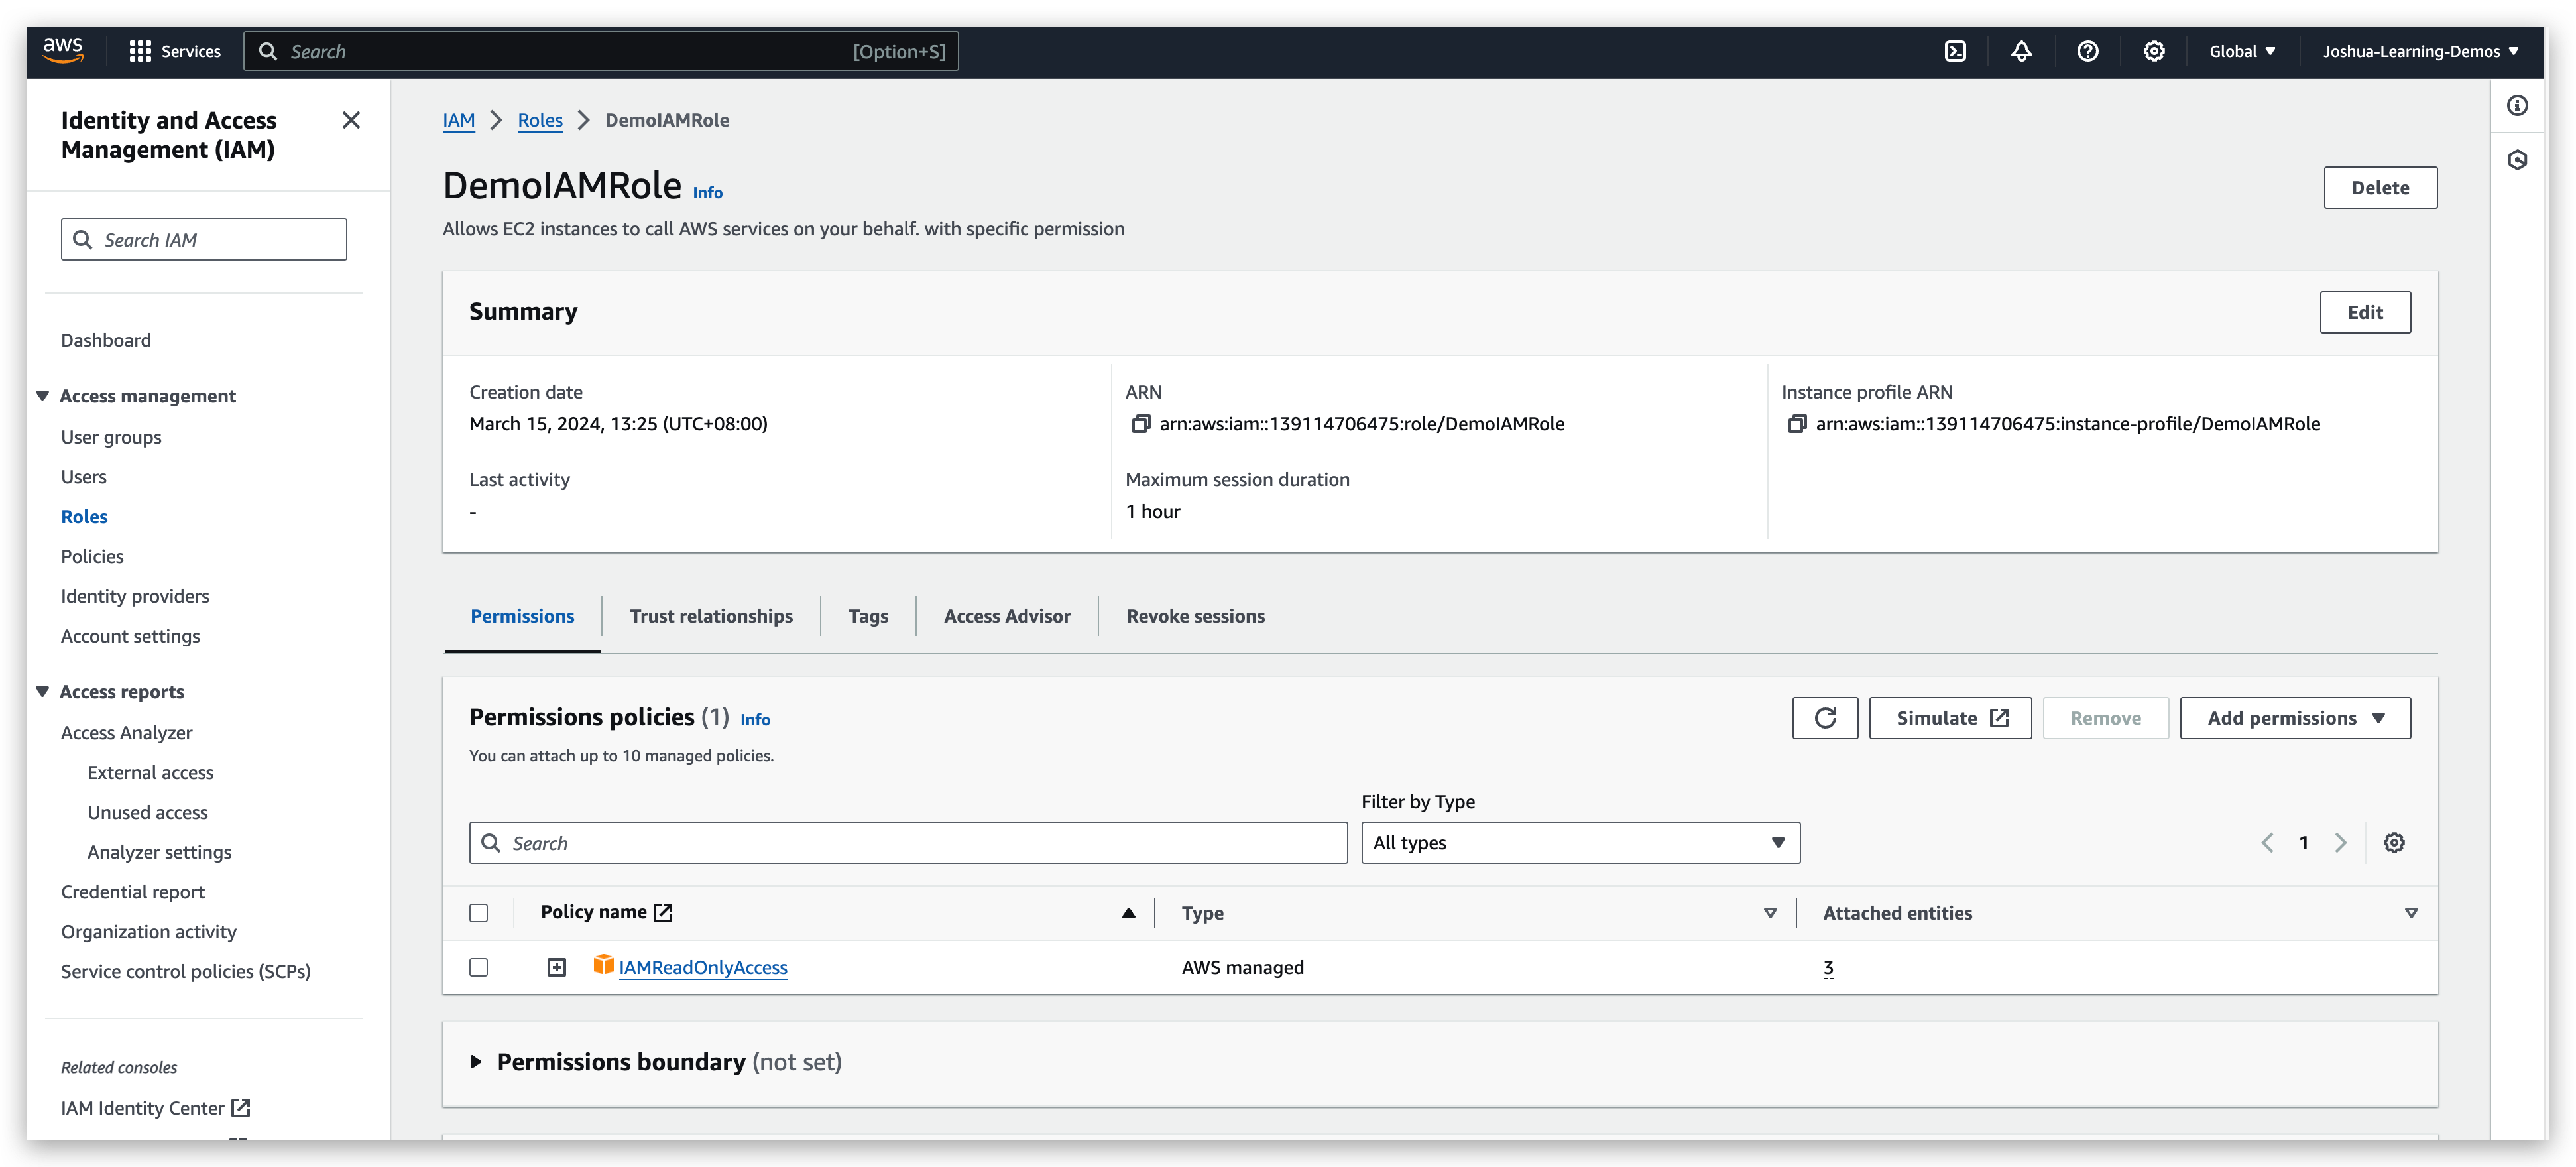 aws
Services
Search
[Option+S]
Global
Joshua-Learning-Demos
Identity and Access
Management (IAM)
Search IAM
Dashboard
Access management
User groups
Users
Roles
Policies
Identity providers
Account settings
Access reports
Access Analyzer
External access
Unused access
Analyzer settings
Credential report
Organization activity
Service control policies (SCPs)
Related consoles
IAM Identity Center
IAM > Roles > DemoIAMRole
DemoIAMRole Info
Delete
Allows EC2 instances to call AWS services on your behalf. with specific permission
Summary
Edit
Creation date
March 15, 2024, 13:25 (UTC+08:00)
Last activity
-
ARN
arn:aws:iam::139114706475:role/DemoIAMRole
Maximum session duration
1 hour
Instance profile ARN
arn:aws:iam::139114706475:instance-profile/DemoIAMRole
Permissions
Trust relationships
Tags
Access Advisor
Revoke sessions
Permissions policies (1) Info
You can attach up to 10 managed policies.
Simulate
Remove
Add permissions
Filter by Type
Search
All types
1
Policy name
Type
Attached entities
IAMReadOnlyAccess
AWS managed
3
Permissions boundary (not set)